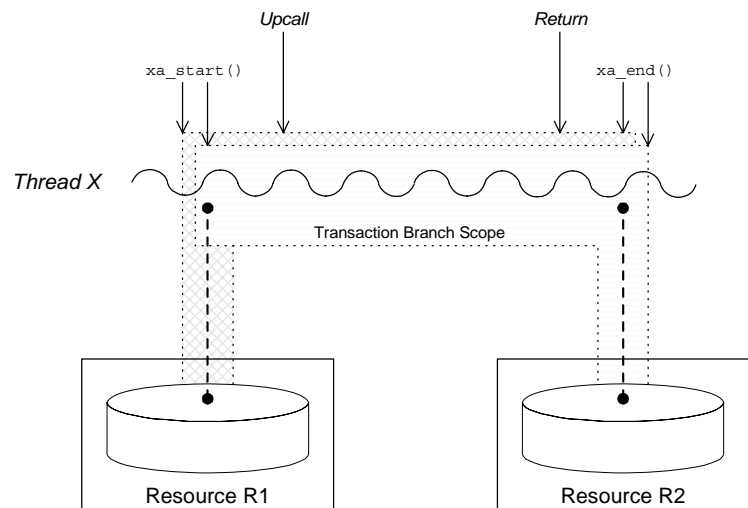 Upcall Return
xa_start() xa_end()
Thread X
Transaction Branch Scope
Resource R1 Resource R2